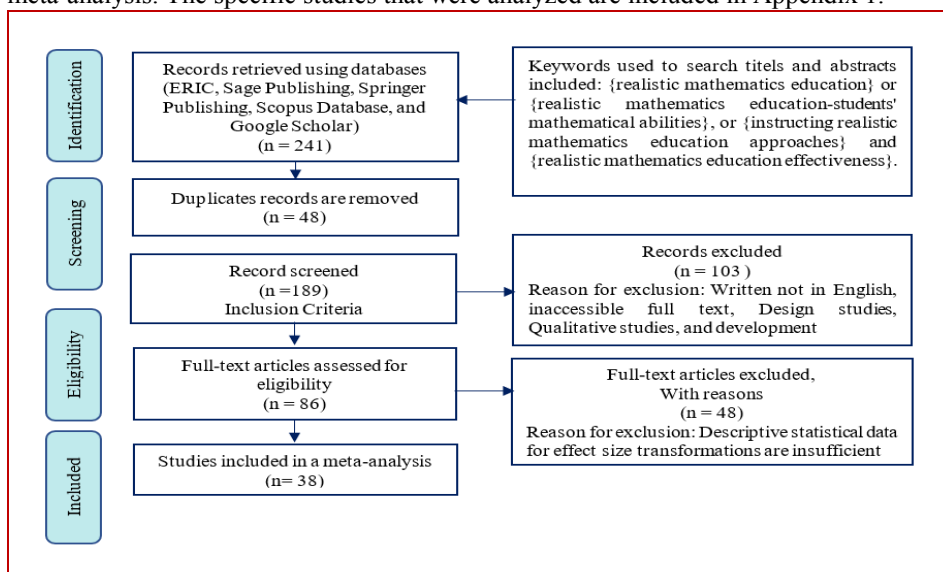 meta-analysis. The specific studies that were analyzed are included in Appendix 1.
Identification
Records retrieved using databases
(ERIC, Sage Publishing, Springer
Publishing, Scopus Database, and
Google Scholar)
(n = 241)
Keywords used to search titels and abstracts
included: {realistic mathematics education} or
{realistic mathematics education-students'
mathematical abilities}, or {instructing realistic
mathematics education approaches} and
{realistic mathematics education effectiveness}.
Screening
Duplicates records are removed
(n = 48)
Record screened
(n =189)
Inclusion Criteria
Records excluded
(n = 103 )
Reason for exclusion: Written not in English,
inaccessible full text, Design studies,
Qualitative studies, and development
Eligibility
Full-text articles assessed for
eligibility
(n = 86)
Full-text articles excluded,
With reasons
(n = 48)
Reason for exclusion: Descriptive statistical data
for effect size transformations are insufficient
Included
Studies included in a meta-analysis
(n= 38)